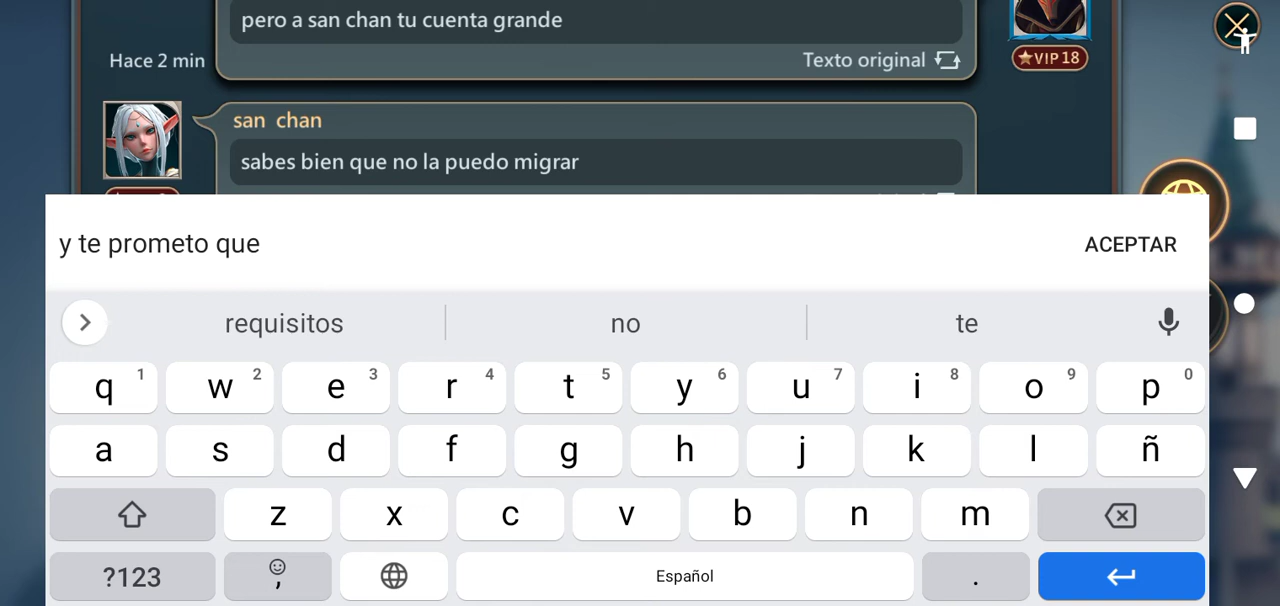 pero a san chan tu cuenta grande
Hace 2 min
Texto original
VIP 18
san chan
sabes bien que no la puedo migrar
y te prometo que
ACEPTAR
requisitos no te
q 1 w 2 e 3 r 4 t 5 y 6 u 7 i 8 o 9 p 0
a s d f g h j k l ñ
z x c v b n m
?123 , Español .